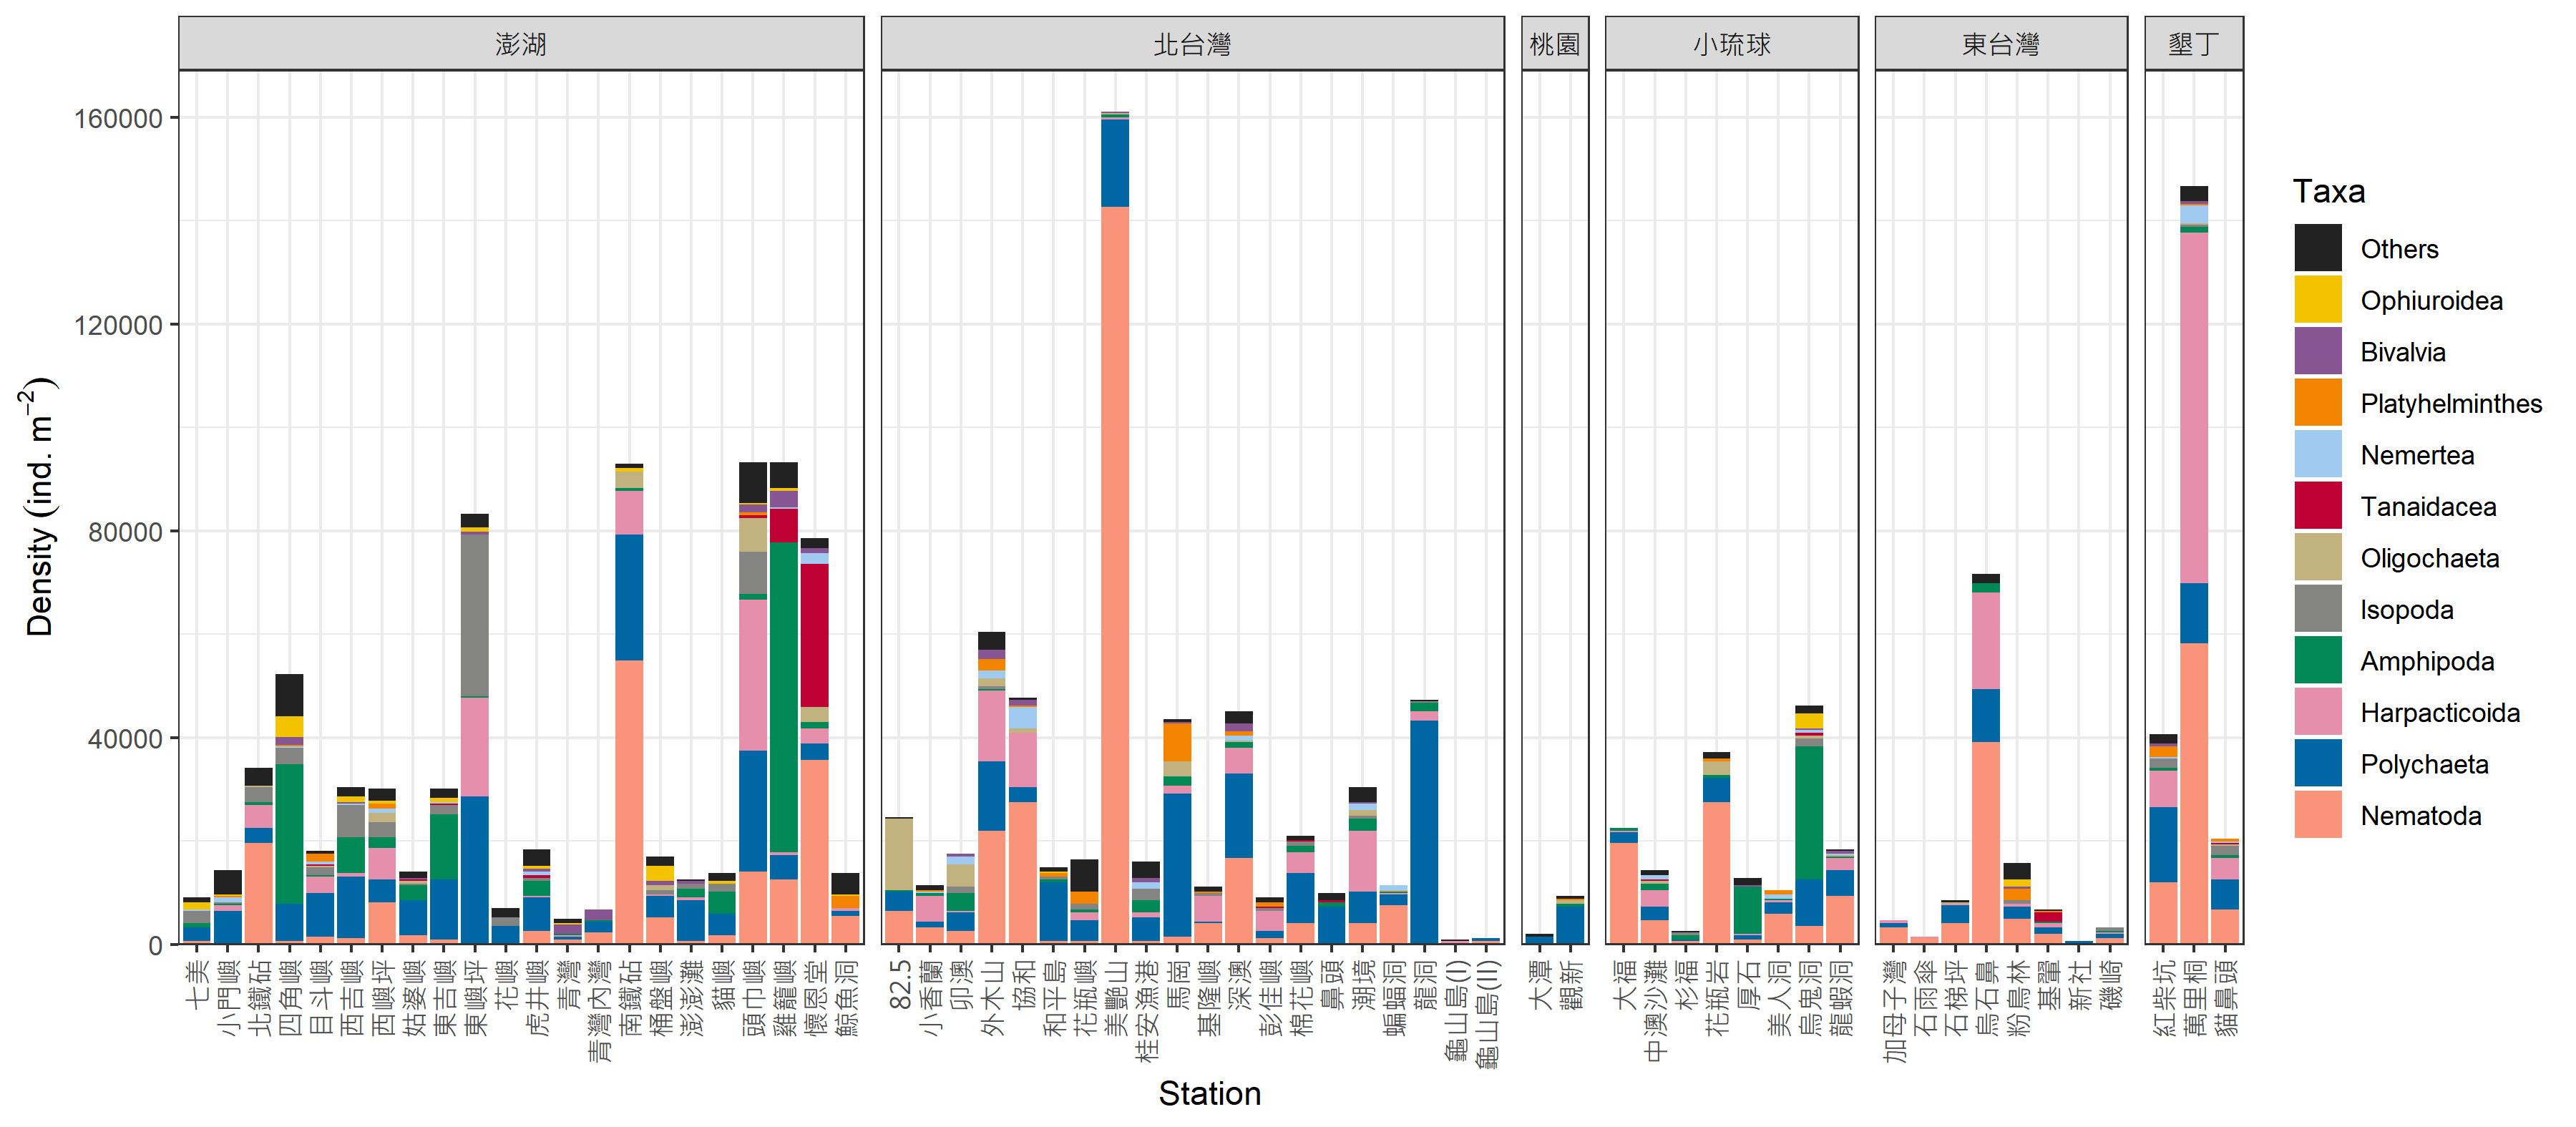 澎湖
北台灣
桃園
小琉球
東台灣
墾丁
160000
120000
80000
40000
0
Density (ind. m⁻²)
七美
小門嶼
北鐵砧
四角嶼
目斗嶼
西吉嶼
西嶼坪
姑婆嶼
東吉嶼
東嶼坪
花嶼
虎井嶼
青灣
青灣內灣
南鐵砧
桶盤嶼
澎澎灘
貓嶼
頭巾嶼
雞籠嶼
懷恩堂
鯨魚洞
82.5
小香蘭
卯澳
外木山
協和
和平島
花瓶嶼
美艷山
桂安漁港
馬崗
基隆嶼
深澳
彭佳嶼
棉花嶼
鼻頭
潮境
蝙蝠洞
龍洞
龜山島(I)
龜山島(II)
大潭
觀新
大福
中澳沙灘
杉福
花瓶岩
厚石
美人洞
烏鬼洞
龍蝦洞
加母子灣
石雨傘
石梯坪
烏石鼻
粉鳥林
基翬
新社
磯崎
紅柴坑
萬里桐
貓鼻頭
Station
Taxa
Others
Ophiuroidea
Bivalvia
Platyhelminthes
Nemertea
Tanaidacea
Oligochaeta
Isopoda
Amphipoda
Harpacticoida
Polychaeta
Nematoda